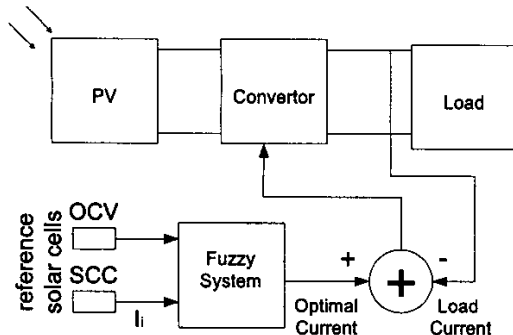 PV
Convertor
Load
reference
solar cells
OCV
SCC
Ii
Fuzzy
System
+
+
-
Optimal
Current
Load
Current